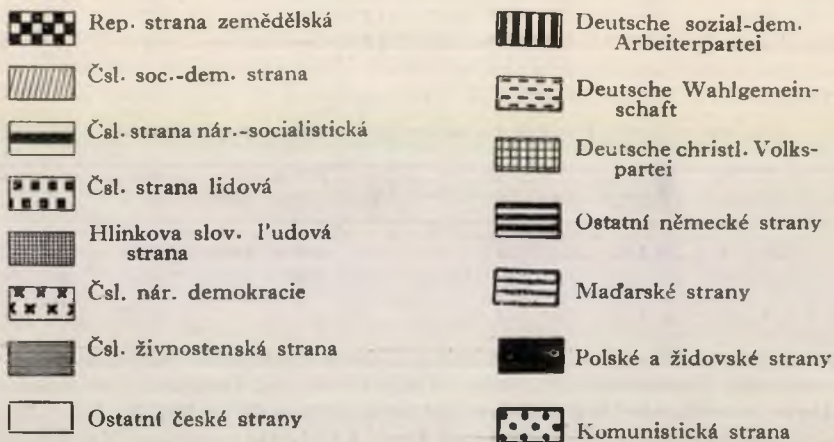 Rep. strana zemědělská
Čsl. soc.-dem. strana
Čsl. strana nár.-socialistická
Čsl. strana lidová
Hlinkova slov. l'udová
strana
Čsl. nár. demokracie
Čsl. živnostenská strana
Ostatní české strany
Deutsche sozial-dem.
Arbeiterpartei
Deutsche Wahlgemein-
schaft
Deutsche christl. Volks-
partei
Ostatní německé strany
Maďarské strany
Polské a židovské strany
Komunistická strana